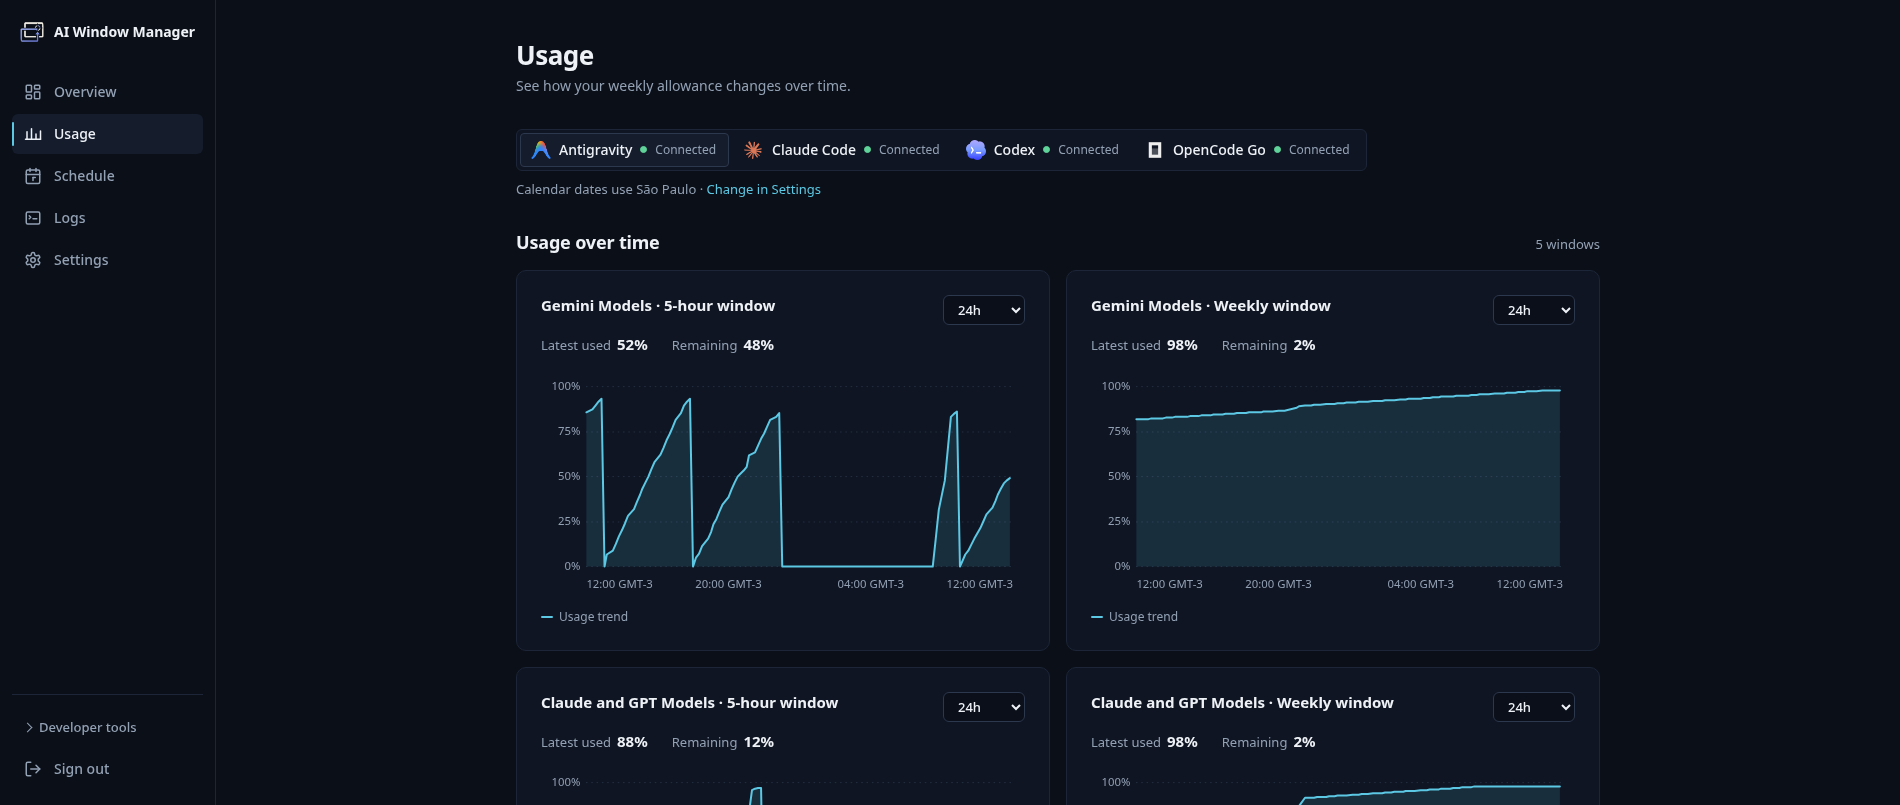 AI Window Manager
Overview
Usage
Schedule
Logs
Settings
Developer tools
Sign out
Usage
See how your weekly allowance changes over time.
Antigravity Connected Claude Code Connected Codex Connected OpenCode Go Connected
Calendar dates use São Paulo · Change in Settings
Usage over time
5 windows
Gemini Models · 5-hour window
24h
Latest used 52% Remaining 48%
100%
75%
50%
25%
0%
12:00 GMT-3 20:00 GMT-3 04:00 GMT-3 12:00 GMT-3
Usage trend
Gemini Models · Weekly window
24h
Latest used 98% Remaining 2%
100%
75%
50%
25%
0%
12:00 GMT-3 20:00 GMT-3 04:00 GMT-3 12:00 GMT-3
Usage trend
Claude and GPT Models · 5-hour window
24h
Latest used 88% Remaining 12%
100%
Claude and GPT Models · Weekly window
24h
Latest used 98% Remaining 2%
100%